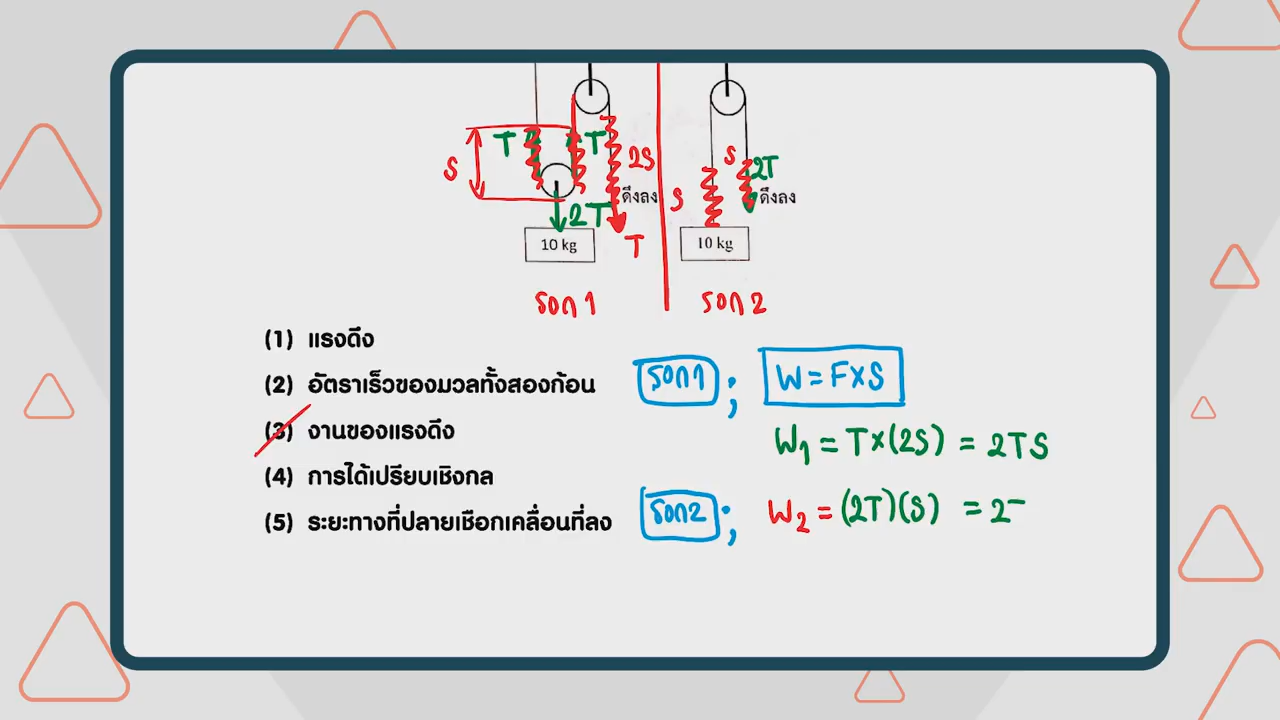 T T
S 2S
ดึงลง
2T
10 kg
T
รอก 1
S 2T
S ดึงลง
10 kg
รอก 2
(1) แรงดึง
(2) อัตราเร็วของมวลทั้งสองก้อน
(3) งานของแรงดึง
(4) การได้เปรียบเชิงกล
(5) ระยะทางที่ปลายเชือกเคลื่อนที่ลง
รอก1 ; W = F×S
W1 = T×(2S) = 2TS
รอก2 ; W2 = (2T)(S) = 2